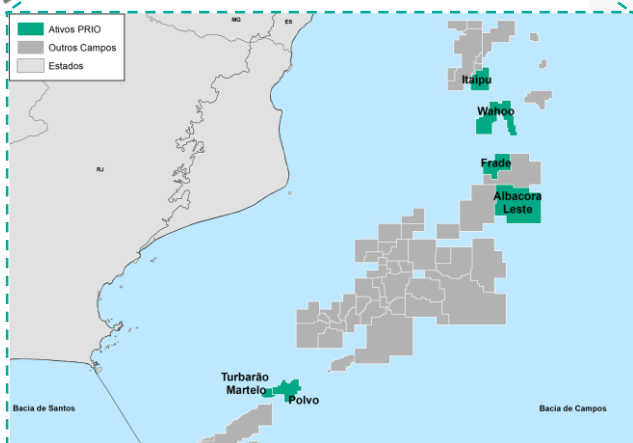 MG
ES
Ativos PRIO
Outros Campos
Estados
Itaipu
Wahoo
RJ
Frade
Albacora
Leste
Turbarão
Martelo
Polvo
Bacia de Santos
Bacia de Campos